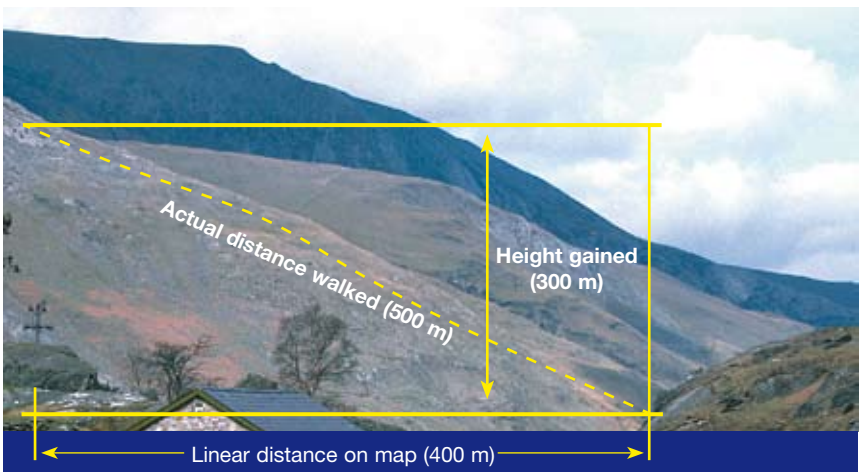 Actual distance walked (500 m)
Height gained
(300 m)
Linear distance on map (400 m)